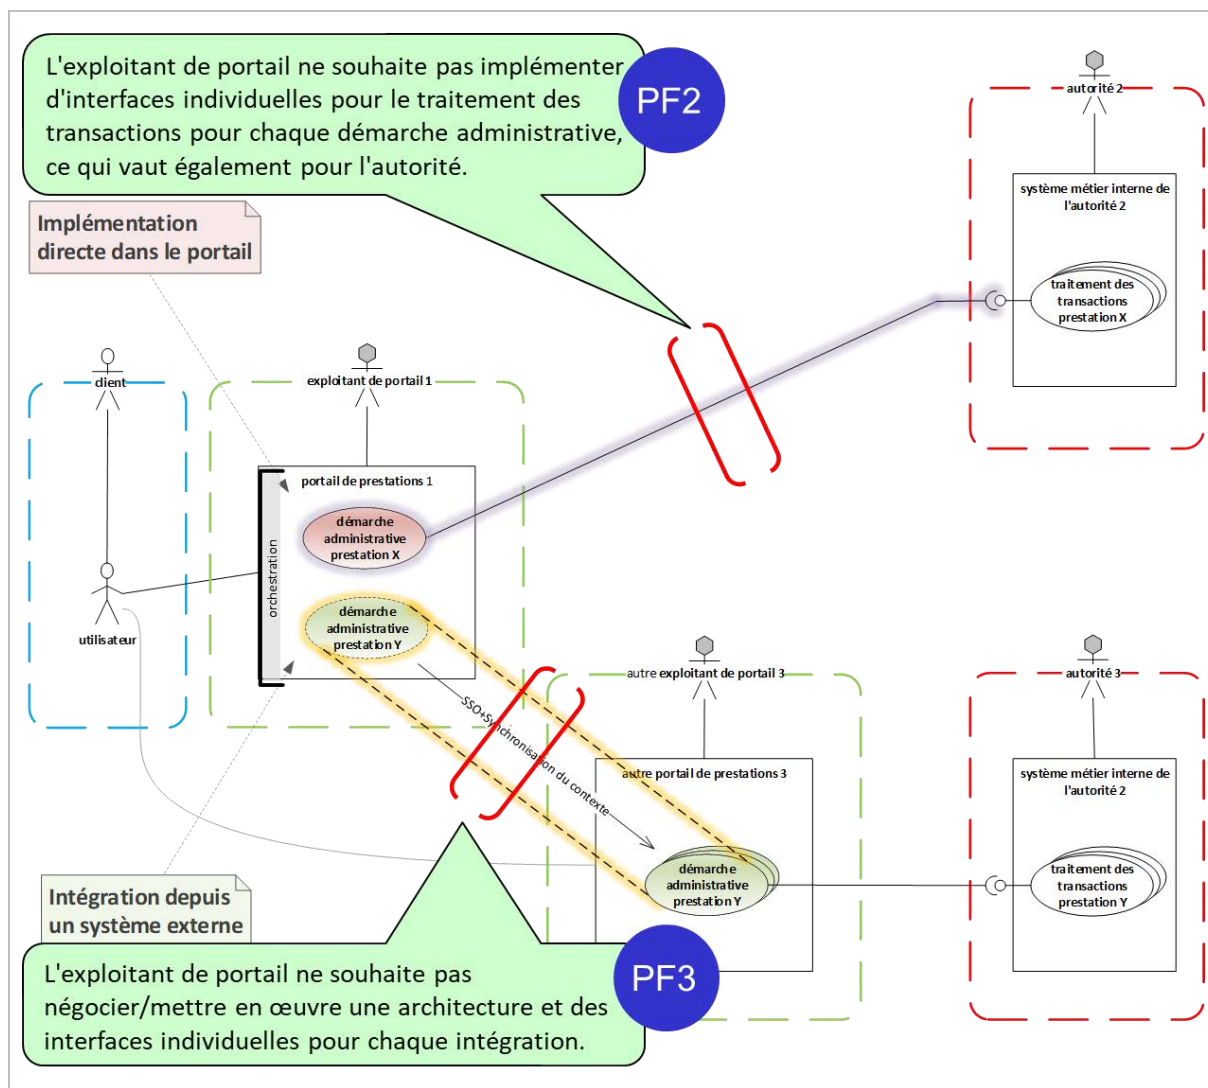 L'exploitant de portail ne souhaite pas implémenter
d'interfaces individuelles pour le traitement des
transactions pour chaque démarche administrative,
ce qui vaut également pour l'autorité.
PF2
autorité 2
système métier interne de
l'autorité 2
traitement des
transactions
prestation X
Implémentation
directe dans le portail
client
exploitant de portail 1
portail de prestations 1
orchestration
démarche
administrative
prestation X
démarche
administrative
prestation Y
utilisateur
SSO+Synchronisation du contexte
autre exploitant de portail 3
autorité 3
autre portail de prestations 3
système métier interne de
l'autorité 2
démarche
administrative
prestation Y
traitement des
transactions
prestation Y
Intégration depuis
un système externe
PF3
L'exploitant de portail ne souhaite pas
négocier/mettre en œuvre une architecture et des
interfaces individuelles pour chaque intégration.